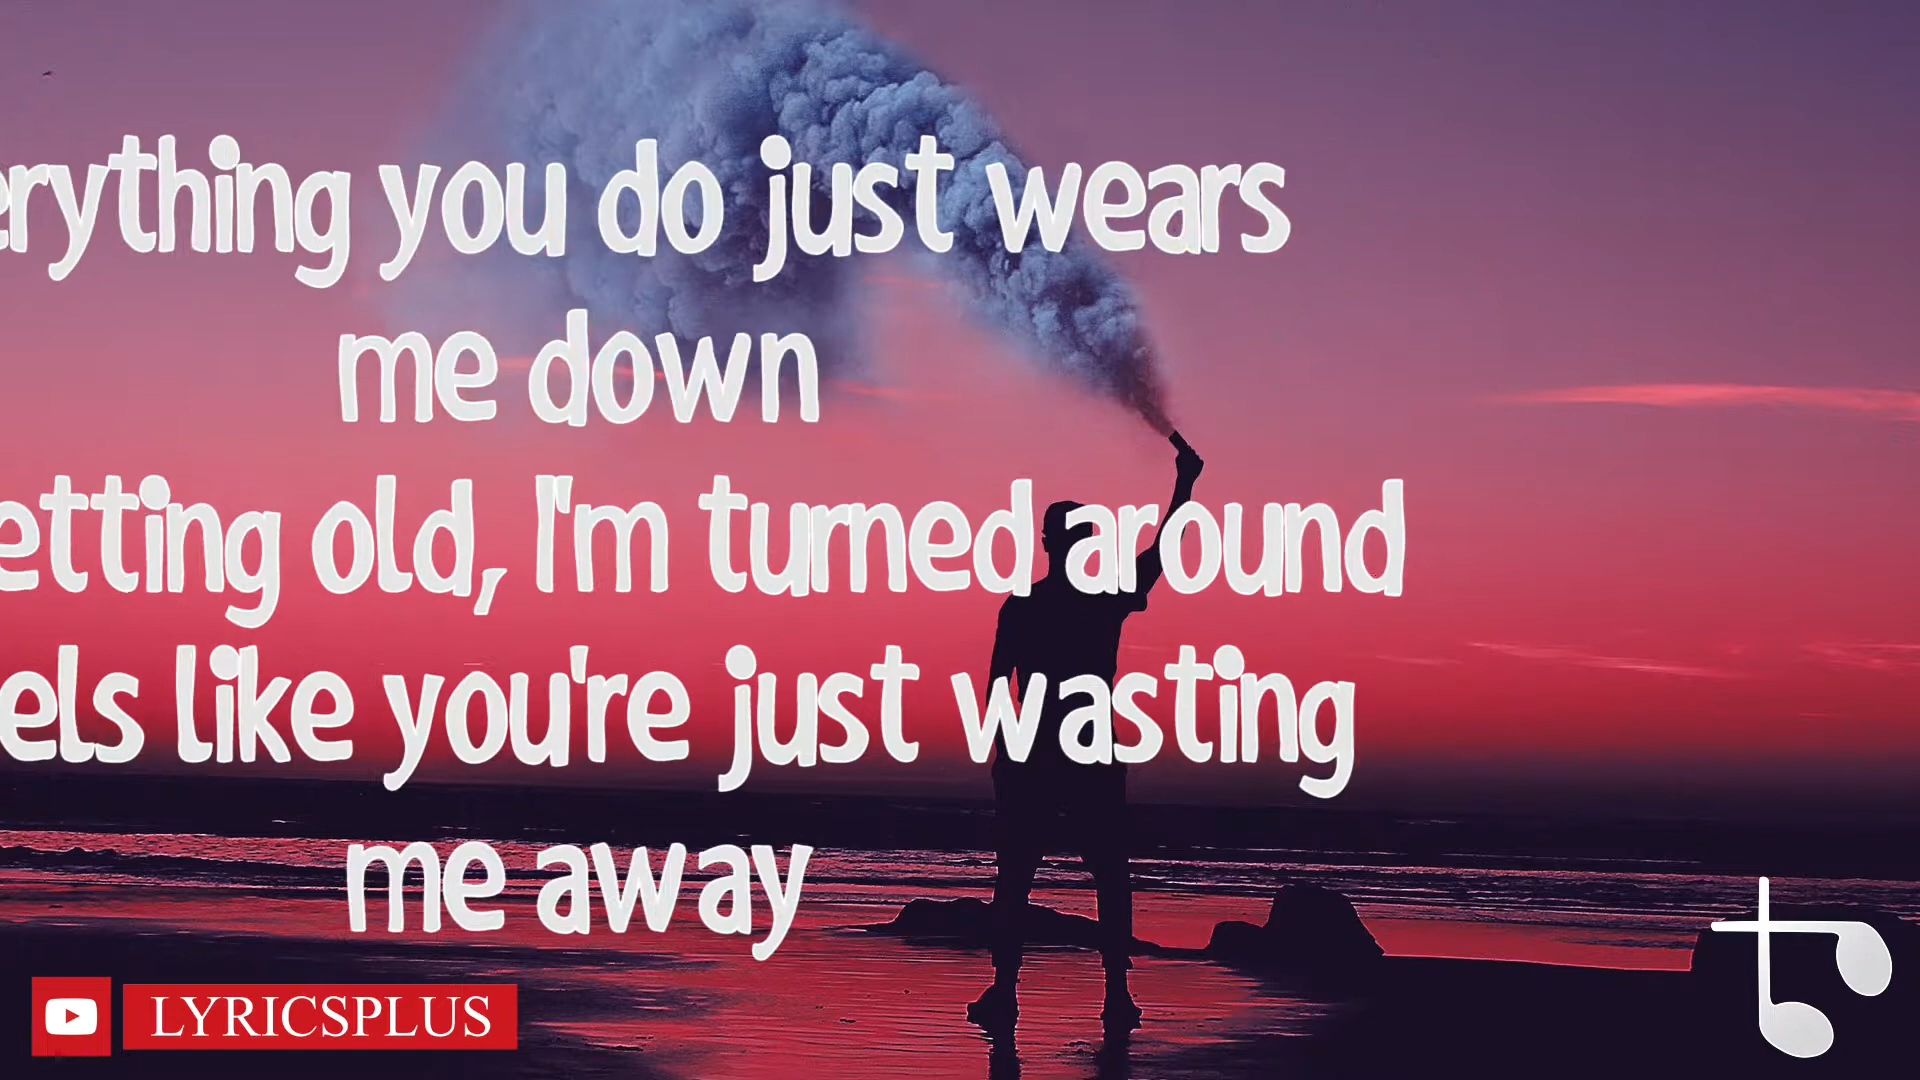 erything you do just wears
me down
etting old, I'm turned around
els like you're just wasting
me away
LYRICSPLUS